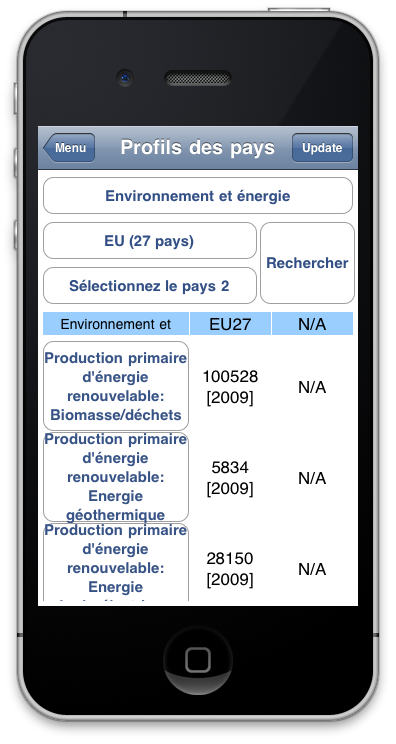 Menu
Profils des pays
Update
Environnement et énergie
EU (27 pays)
Rechercher
Sélectionnez le pays 2
Environnement et
EU27
N/A
Production primaire
d'énergie
renouvelable:
Biomasse/déchets
100528
[2009]
N/A
Production primaire
d'énergie
renouvelable:
Energie
géothermique
5834
[2009]
N/A
Production primaire
d'énergie
renouvelable:
Energie
28150
[2009]
N/A